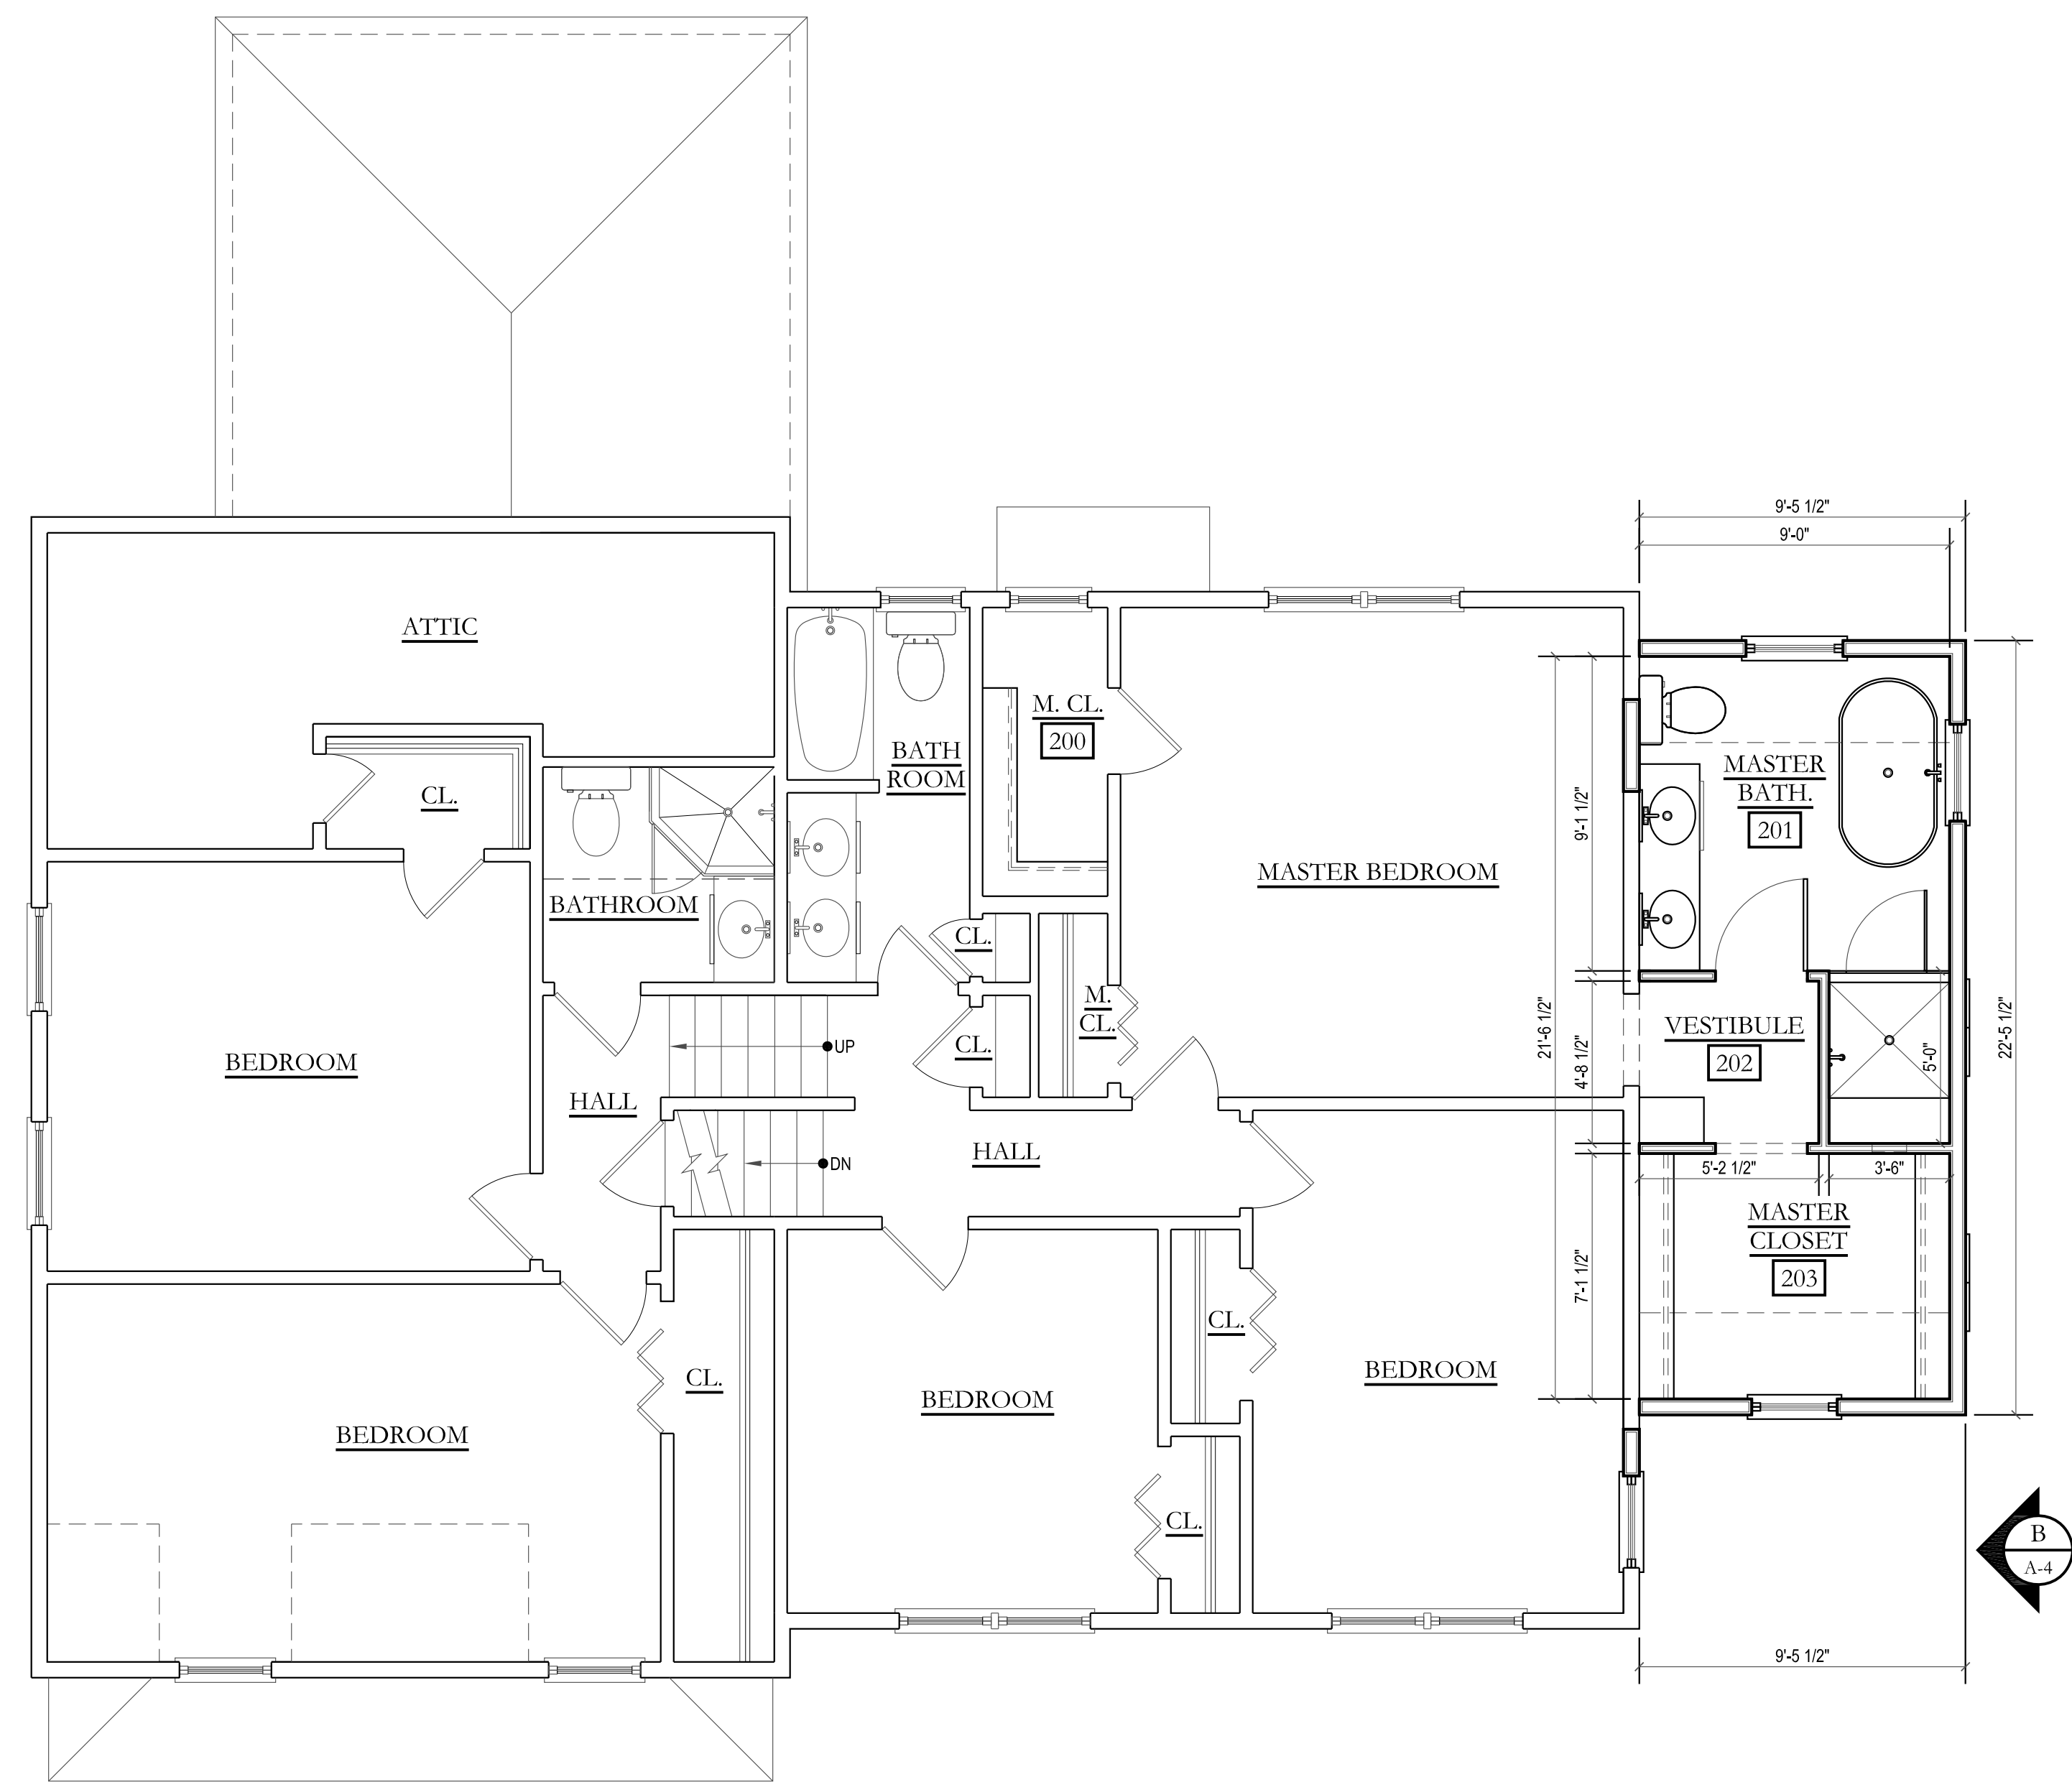 9'-5 1/2"
9'-0"
ATTIC
M. CL.
200
BATH
ROOM
MASTER
BATH.
201
CL.
9'-1 1/2"
MASTER BEDROOM
BATHROOM
CL.
M.
CL.
CL.
UP
BEDROOM
HALL
21'-6 1/2"
4'-8 1/2"
VESTIBULE
202
5'-0"
22'-5 1/2"
HALL
DN
5'-2 1/2"
3'-6"
MASTER
CLOSET
203
7'-1 1/2"
CL.
CL.
BEDROOM
BEDROOM
BEDROOM
CL.
B
A-4
9'-5 1/2"